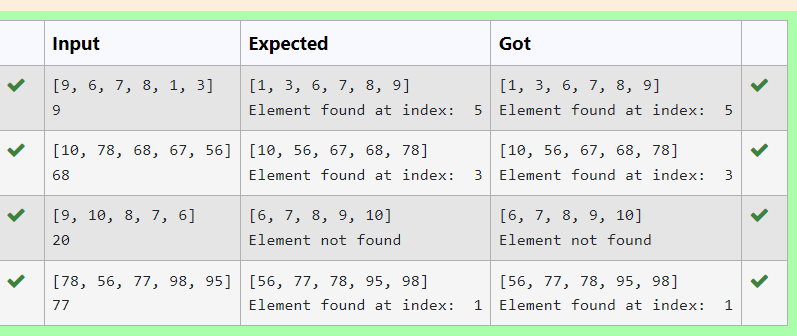 Input Expected Got
[9, 6, 7, 8, 1, 3] [1, 3, 6, 7, 8, 9] [1, 3, 6, 7, 8, 9]
9 Element found at index:  5 Element found at index:  5
[10, 78, 68, 67, 56] [10, 56, 67, 68, 78] [10, 56, 67, 68, 78]
68 Element found at index:  3 Element found at index:  3
[9, 10, 8, 7, 6] [6, 7, 8, 9, 10] [6, 7, 8, 9, 10]
20 Element not found Element not found
[78, 56, 77, 98, 95] [56, 77, 78, 95, 98] [56, 77, 78, 95, 98]
77 Element found at index:  1 Element found at index:  1